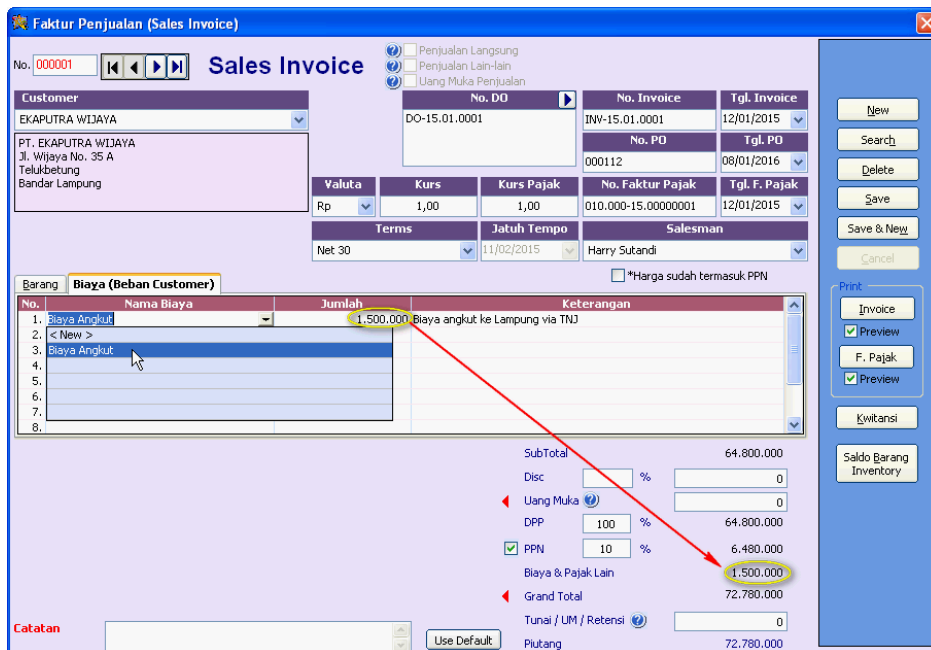 Faktur Penjualan (Sales Invoice)
No. 000001
Sales Invoice
Penjualan Langsung
Penjualan Lain-lain
Uang Muka Penjualan
Customer
EKAPUTRA WIJAYA
PT. EKAPUTRA WIJAYA
Jl. Wijaya No. 35 A
Telukbetung
Bandar Lampung
No. DO
DO-15.01.0001
No. Invoice
INV-15.01.0001
Tgl. Invoice
12/01/2015
No. PO
000112
Tgl. PO
08/01/2016
Valuta
Rp
Kurs
1,00
Kurs Pajak
1,00
No. Faktur Pajak
010.000-15.00000001
Tgl. F. Pajak
12/01/2015
Terms
Net 30
Jatuh Tempo
11/02/2015
Salesman
Harry Sutandi
*Harga sudah termasuk PPN
Barang
Biaya (Beban Customer)
No. Nama Biaya Jumlah Keterangan
1. Biaya Angkut 1.500.000 Biaya angkut ke Lampung via TNJ
2. < New >
3. Biaya Angkut
4.
5.
6.
7.
8.
SubTotal 64.800.000
Disc % 0
Uang Muka ? 0
DPP 100 % 64.800.000
PPN 10 % 6.480.000
Biaya & Pajak Lain 1.500.000
Grand Total 72.780.000
Tunai / UM / Retensi ? 0
Piutang 72.780.000
Catatan
Use Default
New
Search
Delete
Save
Save & New
Cancel
Print
Invoice
Preview
F. Pajak
Preview
Kwitansi
Saldo Barang
Inventory